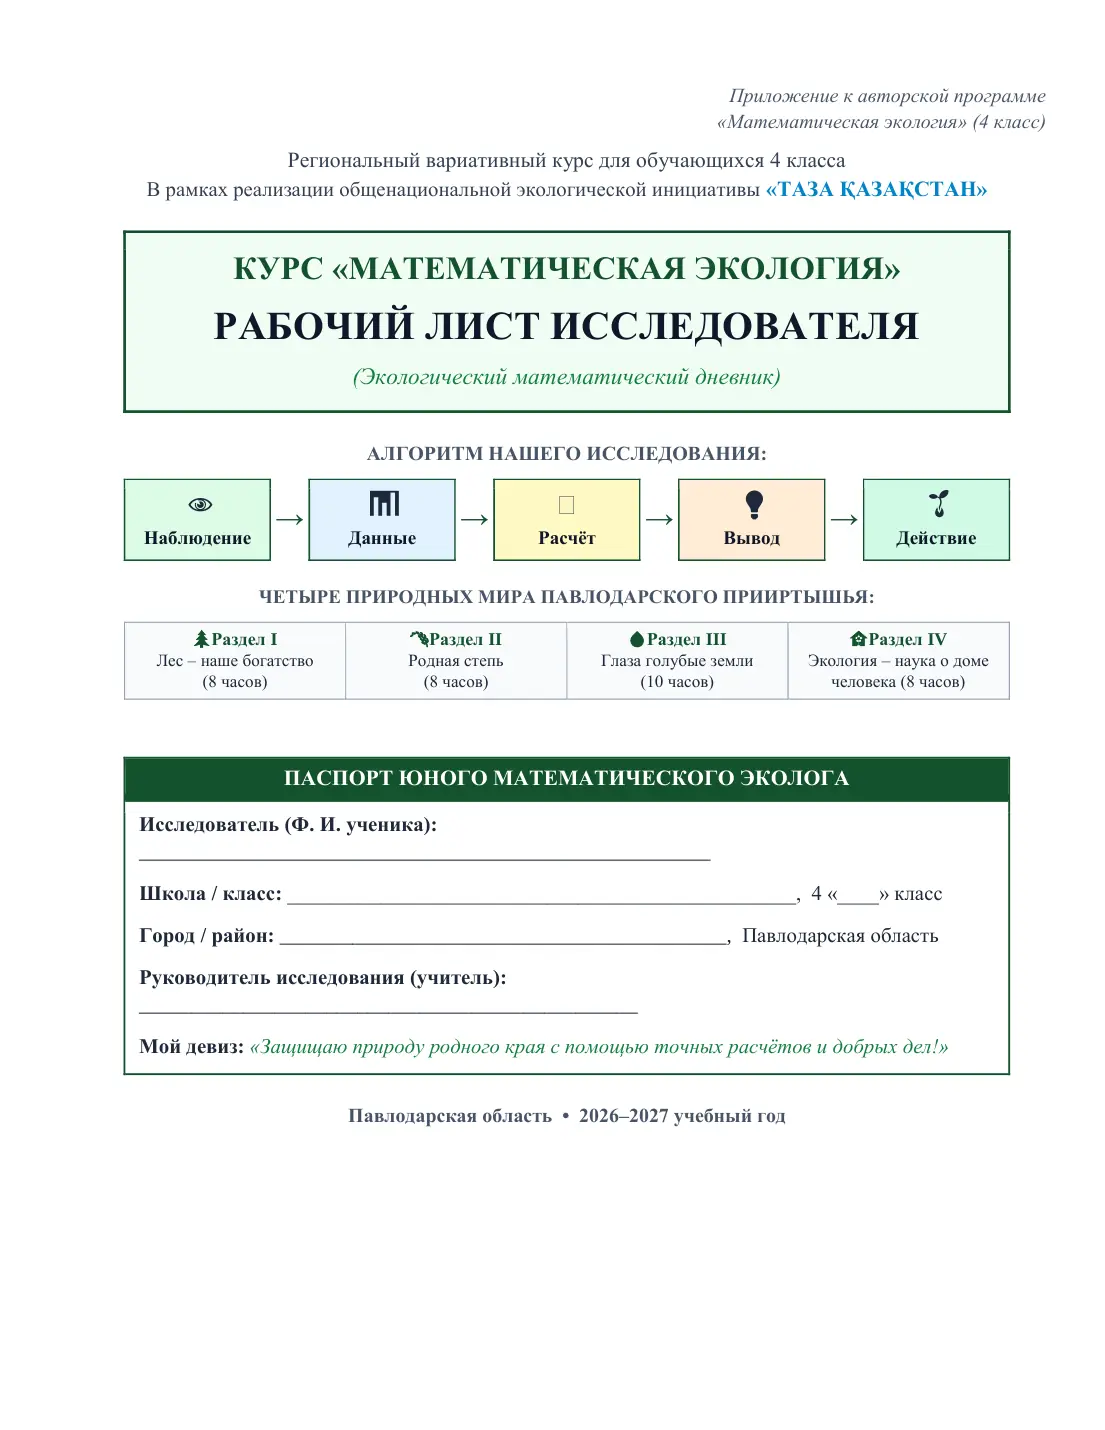 Приложение к авторской программе
«Математическая экология» (4 класс)
Региональный вариативный курс для обучающихся 4 класса
В рамках реализации общенациональной экологической инициативы «ТАЗА ҚАЗАҚСТАН»
КУРС «МАТЕМАТИЧЕСКАЯ ЭКОЛОГИЯ»
РАБОЧИЙ ЛИСТ ИССЛЕДОВАТЕЛЯ
(Экологический математический дневник)
АЛГОРИТМ НАШЕГО ИССЛЕДОВАНИЯ:
Наблюдение → Данные → Расчёт → Вывод → Действие
ЧЕТЫРЕ ПРИРОДНЫХ МИРА ПАВЛОДАРСКОГО ПРИИРТЫШЬЯ:
Раздел I
Лес – наше богатство
(8 часов)
Раздел II
Родная степь
(8 часов)
Раздел III
Глаза голубые земли
(10 часов)
Раздел IV
Экология – наука о доме
человека (8 часов)
ПАСПОРТ ЮНОГО МАТЕМАТИЧЕСКОГО ЭКОЛОГА
Исследователь (Ф. И. ученика):
_______________________________________________________
Школа / класс: _________________________________________________, 4 «____» класс
Город / район: ___________________________________________, Павлодарская область
Руководитель исследования (учитель):
________________________________________________
Мой девиз: «Защищаю природу родного края с помощью точных расчётов и добрых дел!»
Павлодарская область • 2026–2027 учебный год